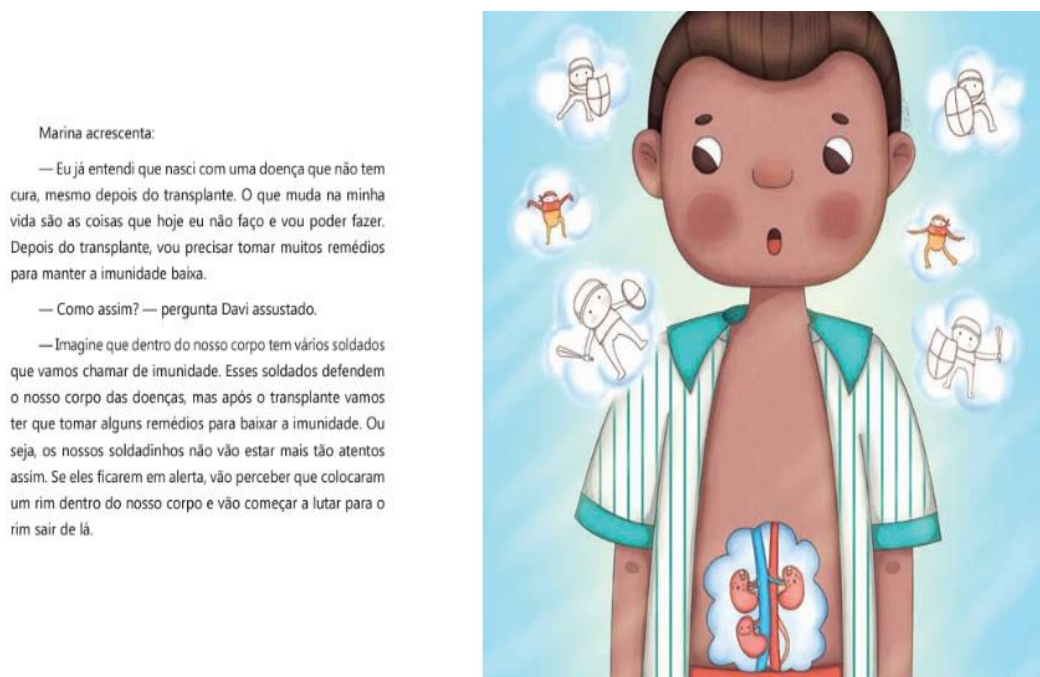 Marina acrescenta:
— Eu já entendi que nasci com uma doença que não tem
cura, mesmo depois do transplante. O que muda na minha
vida são as coisas que hoje eu não faço e vou poder fazer.
Depois do transplante, vou precisar tomar muitos remédios
para manter a imunidade baixa.
— Como assim? — pergunta Davi assustado.
— Imagine que dentro do nosso corpo tem vários soldados
que vamos chamar de imunidade. Esses soldados defendem
o nosso corpo das doenças, mas após o transplante vamos
ter que tomar alguns remédios para baixar a imunidade. Ou
seja, os nossos soldadinhos não vão estar mais tão atentos
assim. Se eles ficarem em alerta, vão perceber que colocaram
um rim dentro do nosso corpo e vão começar a lutar para o
rim sair de lá.